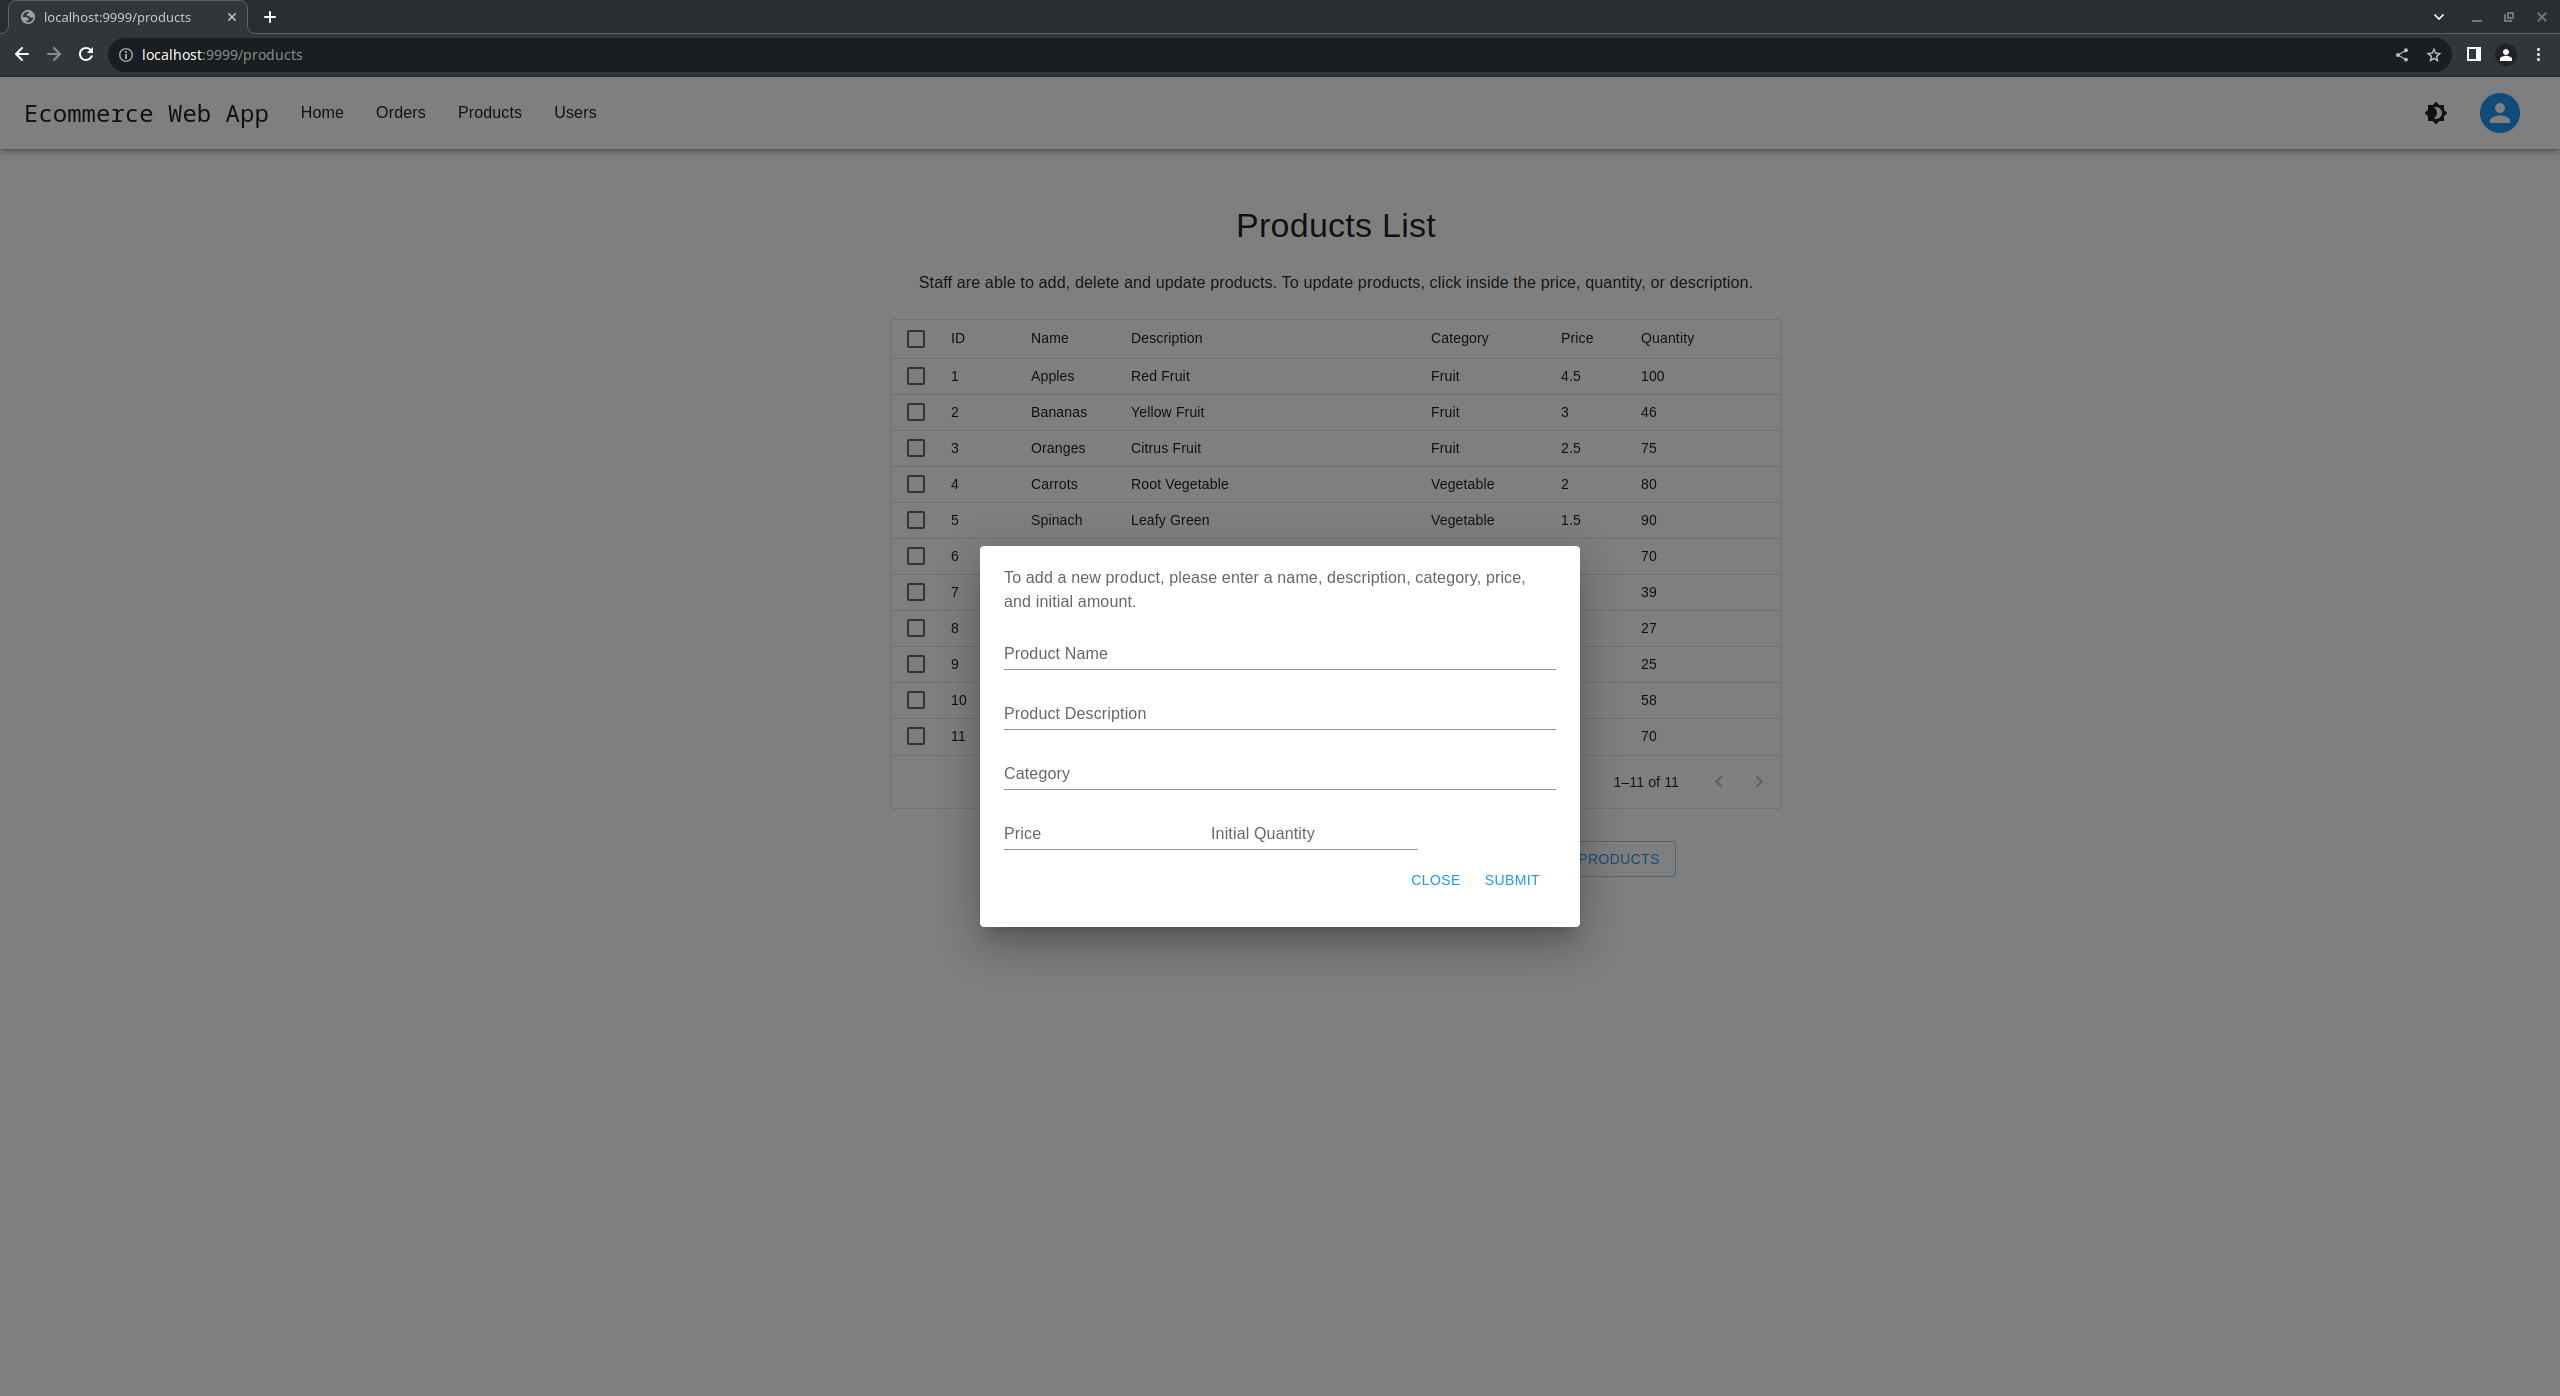 localhost:9999/products
localhost:9999/products
Ecommerce Web App Home Orders Products Users
Products List
Staff are able to add, delete and update products. To update products, click inside the price, quantity, or description.
ID Name Description Category Price Quantity
1 Apples Red Fruit Fruit 4.5 100
2 Bananas Yellow Fruit Fruit 3 46
3 Oranges Citrus Fruit Fruit 2.5 75
4 Carrots Root Vegetable Vegetable 2 80
5 Spinach Leafy Green Vegetable 1.5 90
6 70
7 39
8 27
9 25
10 58
11 70
1–11 of 11
PRODUCTS
To add a new product, please enter a name, description, category, price,
and initial amount.
Product Name
Product Description
Category
Price Initial Quantity
CLOSE SUBMIT